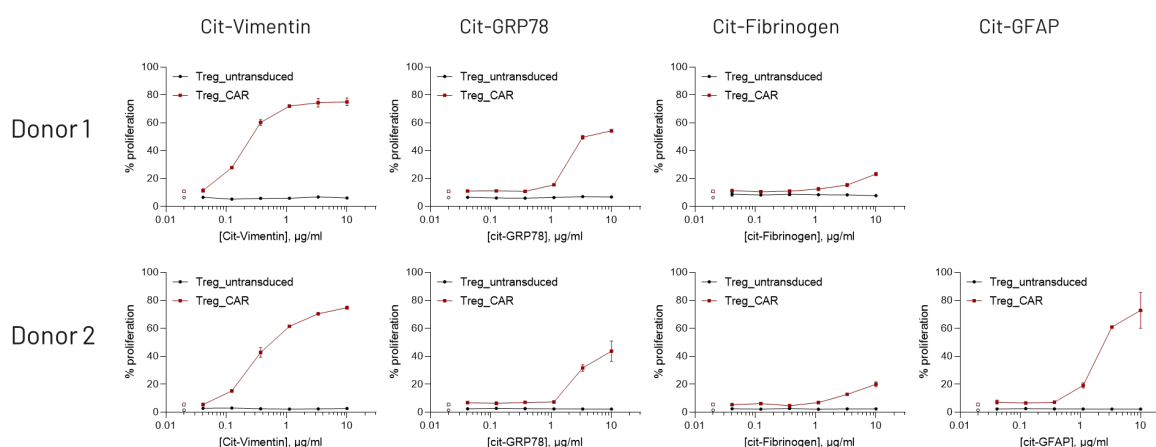 Cit-Vimentin
Cit-GRP78
Cit-Fibrinogen
Cit-GFAP
Donor 1
100
80
60
40
20
0
% proliferation
Treg_untransduced
Treg_CAR
0.01
0.1
1
10
[Cit-Vimentin], µg/ml
100
80
60
40
20
0
% proliferation
Treg_untransduced
Treg_CAR
0.01
0.1
1
10
[cit-GRP78], µg/ml
100
80
60
40
20
0
% proliferation
Treg_untransduced
Treg_CAR
0.01
0.1
1
10
[cit-Fibrinogen], µg/ml
Donor 2
100
80
60
40
20
0
% proliferation
Treg_untransduced
Treg_CAR
0.01
0.1
1
10
[Cit-Vimentin], µg/ml
100
80
60
40
20
0
% proliferation
Treg_untransduced
Treg_CAR
0.01
0.1
1
10
[cit-GRP78], µg/ml
100
80
60
40
20
0
% proliferation
Treg_untransduced
Treg_CAR
0.01
0.1
1
10
[cit-Fibrinogen], µg/ml
100
80
60
40
20
0
% proliferation
Treg_untransduced
Treg_CAR
0.01
0.1
1
10
[cit-GFAP], µg/ml